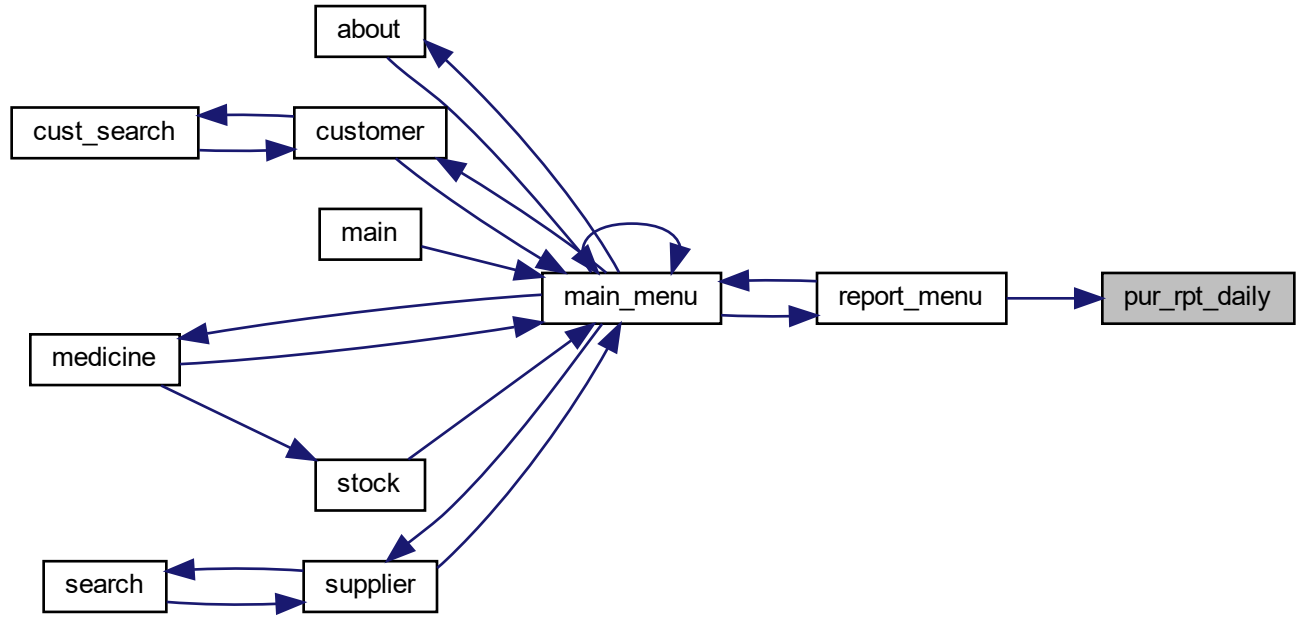 about
cust_search
customer
main
main_menu
report_menu
pur_rpt_daily
medicine
stock
search
supplier